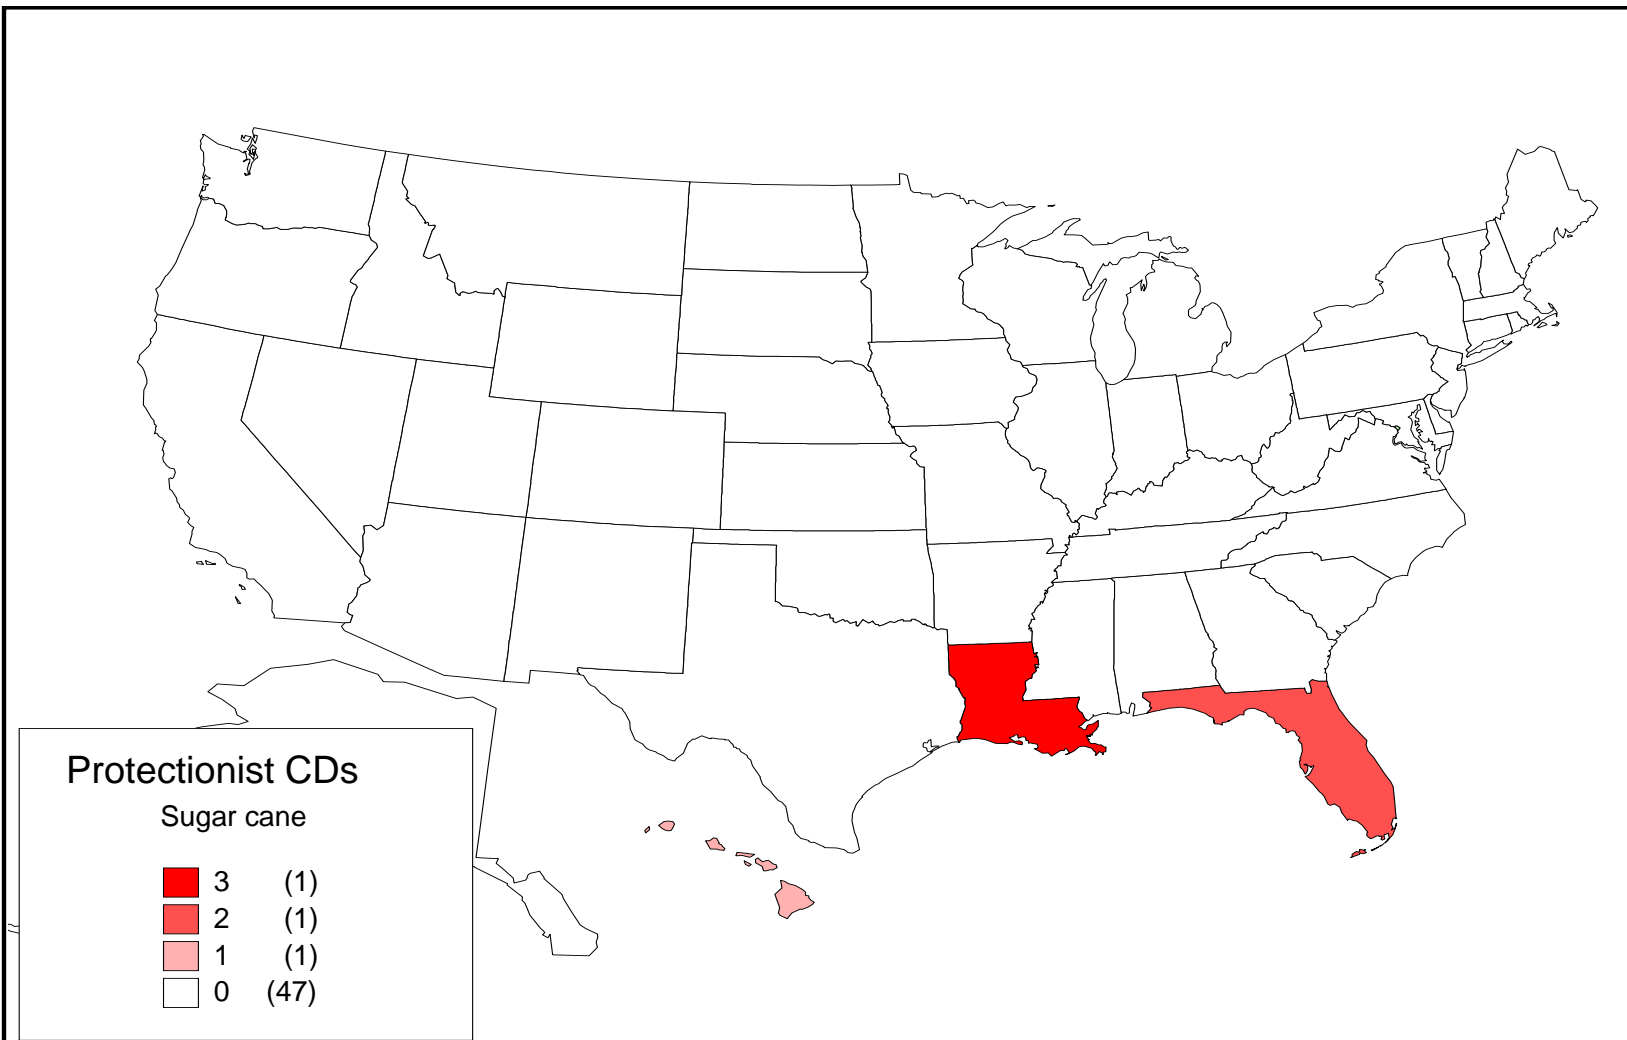 Protectionist CDs
Sugar cane
3 (1)
2 (1)
1 (1)
0 (47)